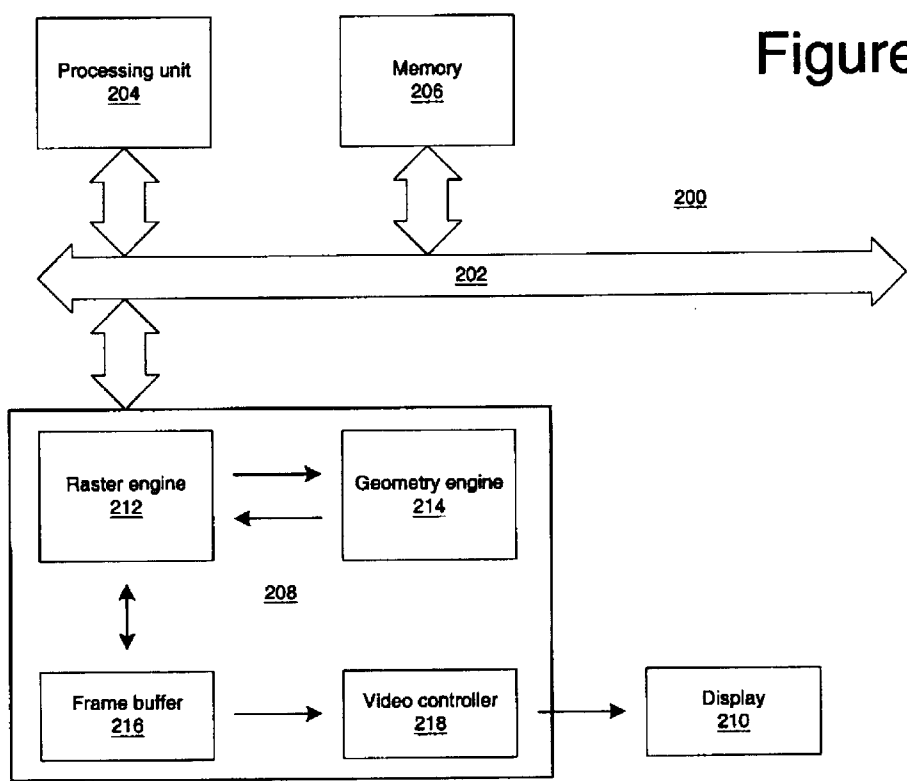 Figure
Processing unit
204
Memory
206
200
202
Raster engine
212
Geometry engine
214
208
Frame buffer
216
Video controller
218
Display
210